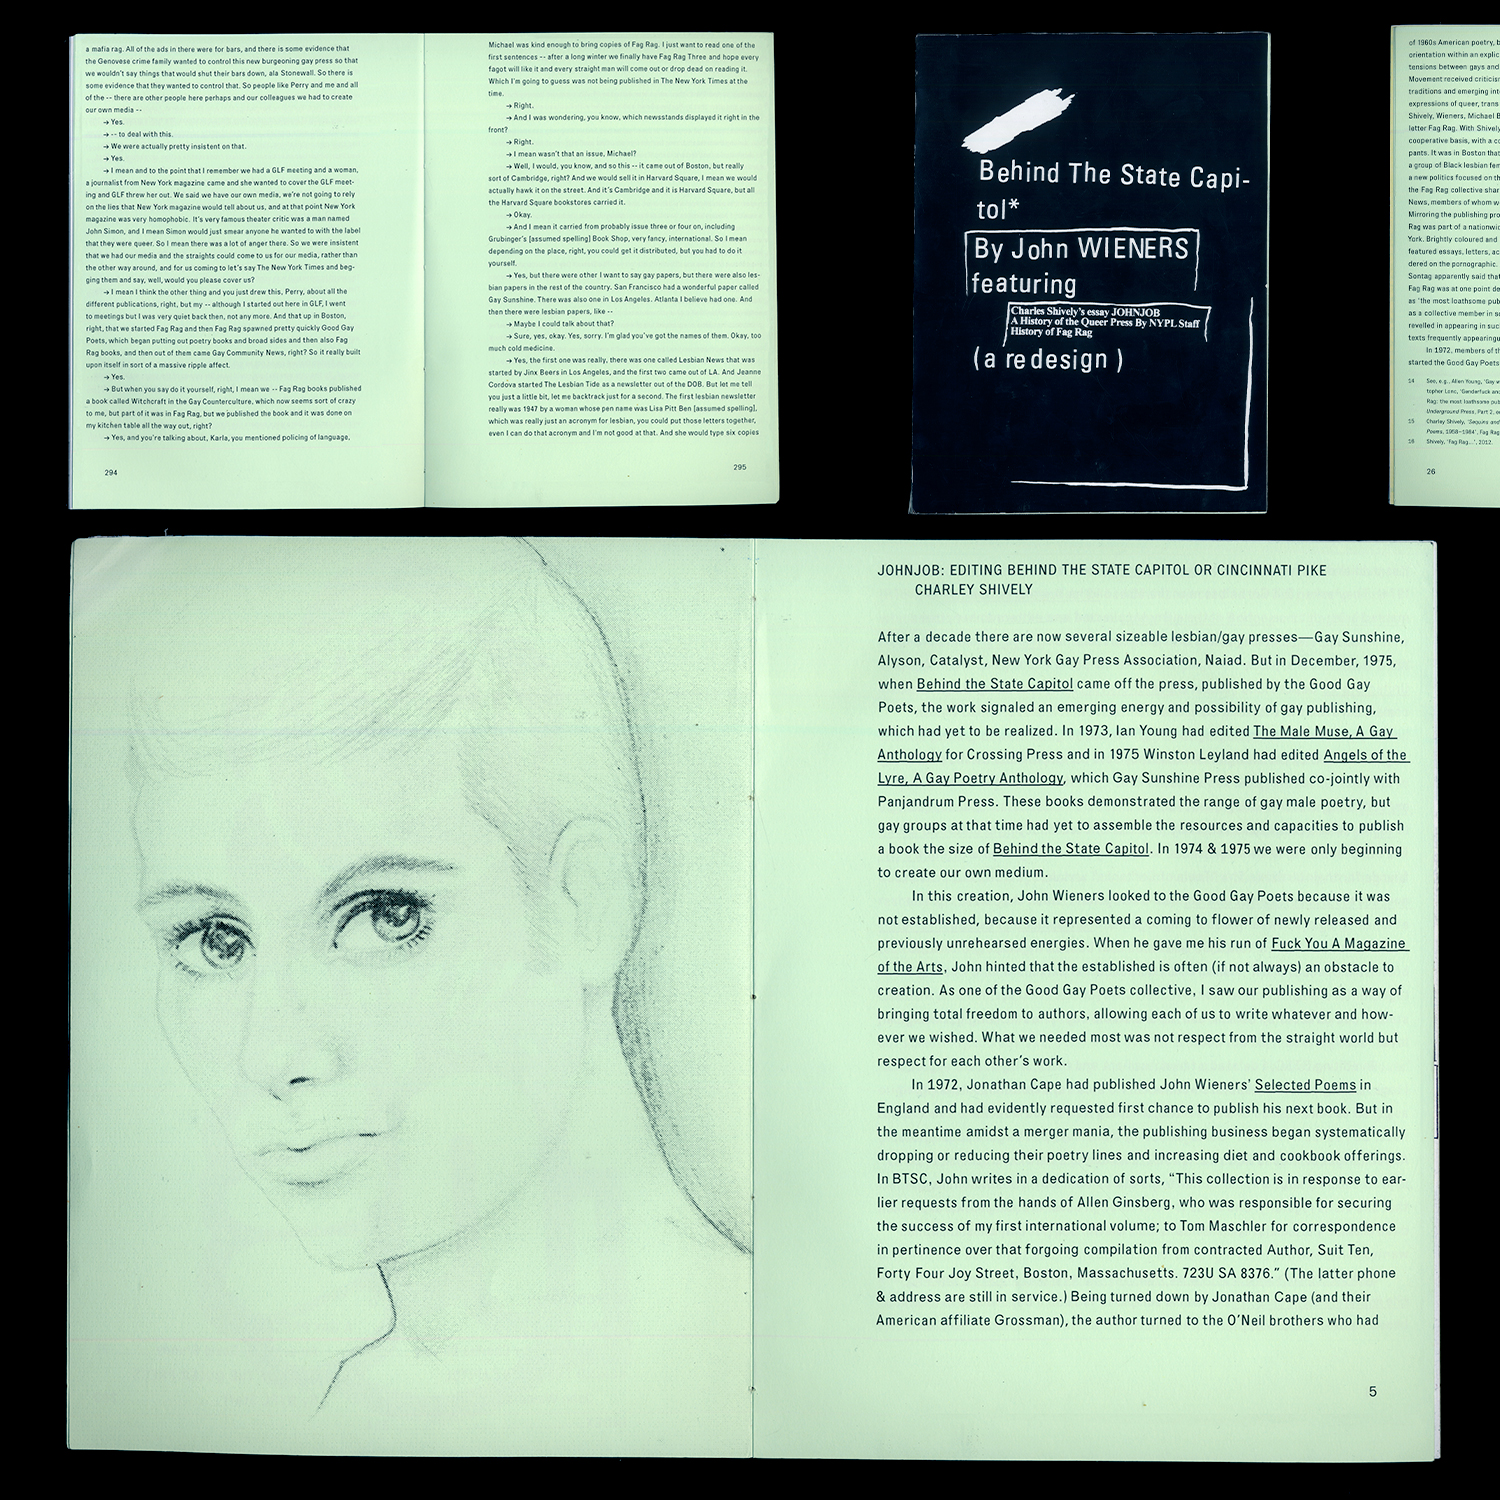 a mafia rag. All of the ads in there were for bars, and there is some evidence that
the Genovese crime family wanted to control this new burgeoning gay press so that
we wouldn't say things that would shut their bars down, ala Stonewall. So there is
some evidence that they wanted to control that. So people like Perry and me and all
of the -- there are other people here perhaps and our colleagues we had to create
our own media --
→ Yes.
→ -- to deal with this.
→ We were actually pretty insistent on that.
→ Yes.
→ I mean and to the point that I remember we had a GLF meeting and a woman,
a journalist from New York magazine came and she wanted to cover the GLF meet-
ing and GLF threw her out. We said we have our own media, we're not going to rely
on the lies that New York magazine would tell about us, and at that point New York
magazine was very homophobic. It's very famous theater critic was a man named
John Simon, and I mean Simon would just smear anyone he wanted to with the label
that they were queer. So I mean there was a lot of anger there. So we were insistent
that we had our media and the straights could come to us for our media, rather than
the other way around, and for us coming to let's say The New York Times and beg-
ging them and say, well, would you please cover us?
→ I mean I think the other thing and you just drew this, Perry, about all the
different publications, right, but my -- although I started out here in GLF, I went
to meetings but I was very quiet back then, not any more. And that up in Boston,
right, that we started Fag Rag and then Fag Rag spawned pretty quickly Good Gay
Poets, which began putting out poetry books and broad sides and then also Fag
Rag books, and then out of them came Gay Community News, right? So it really built
upon itself in sort of a massive ripple affect.
→ Yes.
→ But when you say do it yourself, right, I mean we -- Fag Rag books published
a book called Witchcraft in the Gay Counterculture, which now seems sort of crazy
to me, but part of it was in Fag Rag, but we published the book and it was done on
my kitchen table all the way out, right?
→ Yes, and you're talking about, Karla, you mentioned policing of language,
294
Michael was kind enough to bring copies of Fag Rag. I just want to read one of the
first sentences -- after a long winter we finally have Fag Rag Three and hope every
fagot will like it and every straight man will come out or drop dead on reading it.
Which I'm going to guess was not being published in The New York Times at the
time.
→ Right.
→ And I was wondering, you know, which newsstands displayed it right in the
front?
→ Right.
→ I mean wasn't that an issue, Michael?
→ Well, I would, you know, and so this -- it came out of Boston, but really
sort of Cambridge, right? And we would sell it in Harvard Square, I mean we would
actually hawk it on the street. And it's Cambridge and it is Harvard Square, but all
the Harvard Square bookstores carried it.
→ Okay.
→ And I mean it carried from probably issue three or four on, including
Grubinger's [assumed spelling] Book Shop, very fancy, international. So I mean
depending on the place, right, you could get it distributed, but you had to do it
yourself.
→ Yes, but there were other I want to say gay papers, but there were also les-
bian papers in the rest of the country. San Francisco had a wonderful paper called
Gay Sunshine. There was also one in Los Angeles. Atlanta I believe had one. And
then there were lesbian papers, like --
→ Maybe I could talk about that?
→ Sure, yes, okay. Yes, sorry. I'm glad you've got the names of them. Okay, too
much cold medicine.
→ Yes, the first one was really, there was one called Lesbian News that was
started by Jinx Beers in Los Angeles, and the first two came out of LA. And Jeanne
Cordova started The Lesbian Tide as a newsletter out of the DOB. But let me tell
you just a little bit, let me backtrack just for a second. The first lesbian newsletter
really was 1947 by a woman whose pen name was Lisa Pitt Ben [assumed spelling],
which was really just an acronym for lesbian, you could put those letters together,
even I can do that acronym and I'm not good at that. And she would type six copies
295
Behind The State Capi-
tol*
By John WIENERS
featuring
Charles Shively's essay JOHNJOB
A History of the Queer Press By NYPL Staff
History of Fag Rag
(a redesign )
of 1960s American poetry, b
orientation within an explic
tensions between gays and
Movement received criticis
traditions and emerging int
expressions of queer, trans
Shively, Wieners, Michael B
letter Fag Rag. With Shively
cooperative basis, with a co
pants. It was in Boston that
a group of Black lesbian fem
a new politics focused on th
the Fag Rag collective shar
News, members of whom w
Mirroring the publishing pro
Rag was part of a nationwid
York. Brightly coloured and
featured essays, letters, ac
dered on the pornographic.
Sontag apparently said that
Fag Rag was at one point de
as 'the most loathsome pub
as a collective member in so
revelled in appearing in suc
texts frequently appearing
In 1972, members of th
started the Good Gay Poets
14 See, e.g., Allen Young, 'Gay
topher Lonc, 'Genderfuck and
Rag: the most loathsome pub
Underground Press, Part 2,
15 Charley Shively, 'Sequins and
Poems, 1958–1984', Fag Rag
16 Shively, 'Fag Rag...', 2012.
26
JOHNJOB: EDITING BEHIND THE STATE CAPITOL OR CINCINNATI PIKE
CHARLEY SHIVELY
After a decade there are now several sizeable lesbian/gay presses—Gay Sunshine,
Alyson, Catalyst, New York Gay Press Association, Naiad. But in December, 1975,
when Behind the State Capitol came off the press, published by the Good Gay
Poets, the work signaled an emerging energy and possibility of gay publishing,
which had yet to be realized. In 1973, Ian Young had edited The Male Muse, A Gay
Anthology for Crossing Press and in 1975 Winston Leyland had edited Angels of the
Lyre, A Gay Poetry Anthology, which Gay Sunshine Press published co-jointly with
Panjandrum Press. These books demonstrated the range of gay male poetry, but
gay groups at that time had yet to assemble the resources and capacities to publish
a book the size of Behind the State Capitol. In 1974 & 1975 we were only beginning
to create our own medium.
In this creation, John Wieners looked to the Good Gay Poets because it was
not established, because it represented a coming to flower of newly released and
previously unrehearsed energies. When he gave me his run of Fuck You A Magazine
of the Arts, John hinted that the established is often (if not always) an obstacle to
creation. As one of the Good Gay Poets collective, I saw our publishing as a way of
bringing total freedom to authors, allowing each of us to write whatever and how-
ever we wished. What we needed most was not respect from the straight world but
respect for each other's work.
In 1972, Jonathan Cape had published John Wieners' Selected Poems in
England and had evidently requested first chance to publish his next book. But in
the meantime amidst a merger mania, the publishing business began systematically
dropping or reducing their poetry lines and increasing diet and cookbook offerings.
In BTSC, John writes in a dedication of sorts, “This collection is in response to ear-
lier requests from the hands of Allen Ginsberg, who was responsible for securing
the success of my first international volume; to Tom Maschler for correspondence
in pertinence over that forgoing compilation from contracted Author, Suit Ten,
Forty Four Joy Street, Boston, Massachusetts. 723U SA 8376.” (The latter phone
& address are still in service.) Being turned down by Jonathan Cape (and their
American affiliate Grossman), the author turned to the O'Neil brothers who had
5